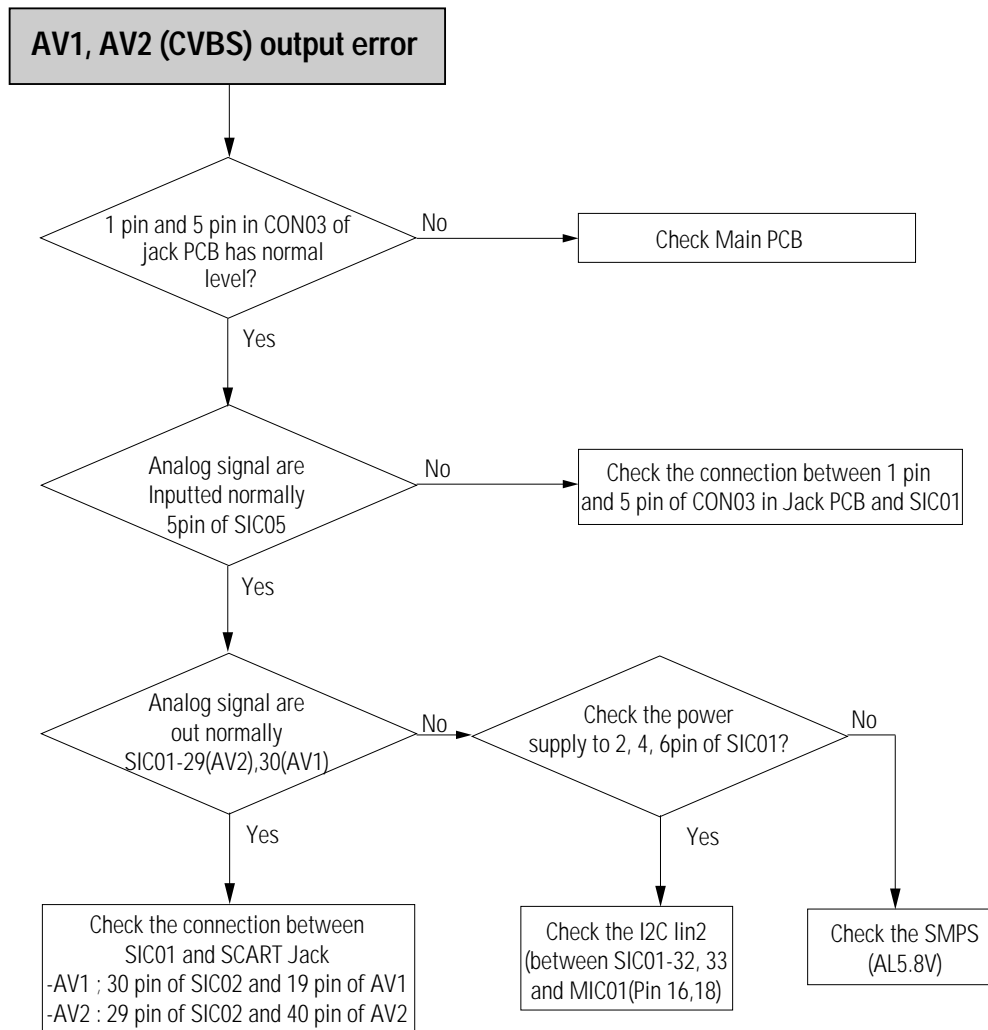 AV1, AV2 (CVBS) output error
1 pin and 5 pin in CON03 of
jack PCB has normal
level?
No
Check Main PCB
Yes
Analog signal are
Inputted normally
5pin of SIC05
No
Check the connection between 1 pin
and 5 pin of CON03 in Jack PCB and SIC01
Yes
Analog signal are
out normally
SIC01-29(AV2),30(AV1)
No
Check the power
supply to 2, 4, 6pin of SIC01?
No
Yes
Yes
Check the connection between
SIC01 and SCART Jack
-AV1 ; 30 pin of SIC02 and 19 pin of AV1
-AV2 : 29 pin of SIC02 and 40 pin of AV2
Check the I2C lin2
(between SIC01-32, 33
and MIC01(Pin 16,18)
Check the SMPS
(AL5.8V)